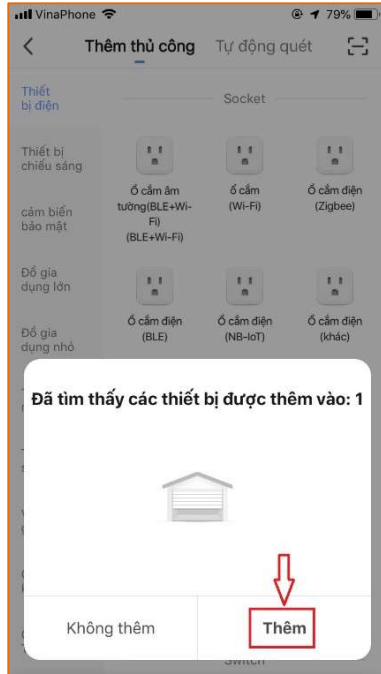 VinaPhone 79%
Thêm thủ công Tự động quét
Thiết
bị điện
Socket
Thiết bị
chiếu sáng
Ổ cắm âm
tường(BLE+Wi-
Fi)
(BLE+Wi-Fi)
ổ cắm
(Wi-Fi)
Ổ cắm điện
(Zigbee)
cảm biến
bảo mật
Đồ gia
dụng lớn
Ổ cắm điện
(BLE)
Ổ cắm điện
(NB-IoT)
Ổ cắm điện
(khác)
Đồ gia
dụng nhỏ
Đã tìm thấy các thiết bị được thêm vào: 1
Không thêm Thêm
Switch